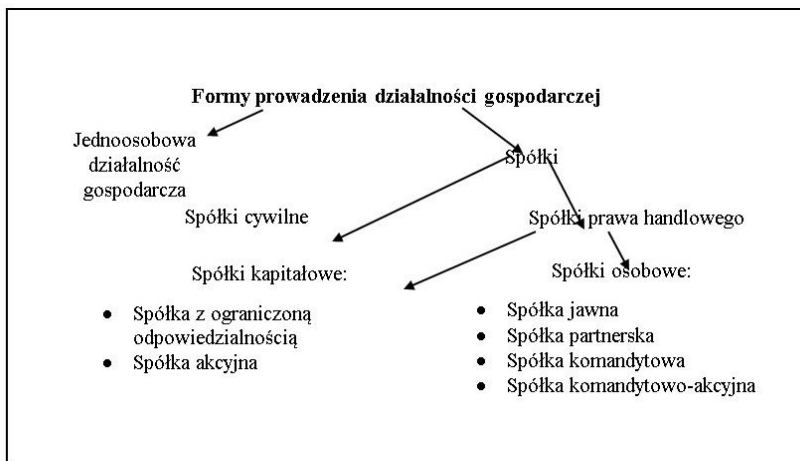 Formy prowadzenia działalności gospodarczej
Jednoosobowa
działalność
gospodarcza
Spółki
Spółki cywilne
Spółki prawa handlowego
Spółki kapitałowe:
• Spółka z ograniczoną
odpowiedzialnością
• Spółka akcyjna
Spółki osobowe:
• Spółka jawna
• Spółka partnerska
• Spółka komandytowa
• Spółka komandytowo-akcyjna